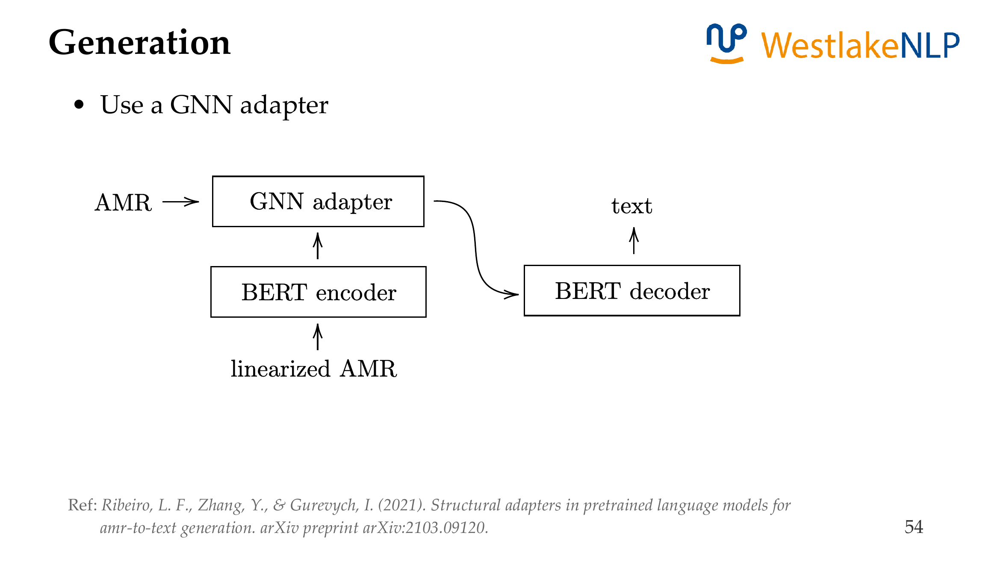 Generation
WestlakeNLP
• Use a GNN adapter
AMR
GNN adapter
text
BERT encoder
BERT decoder
linearized AMR
Ref: Ribeiro, L. F., Zhang, Y., & Gurevych, I. (2021). Structural adapters in pretrained language models for
amr-to-text generation. arXiv preprint arXiv:2103.09120.
54